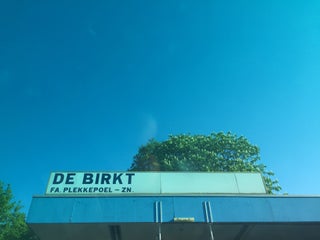 DE BIRKT
FA. PLEKKEPOEL – ZN.